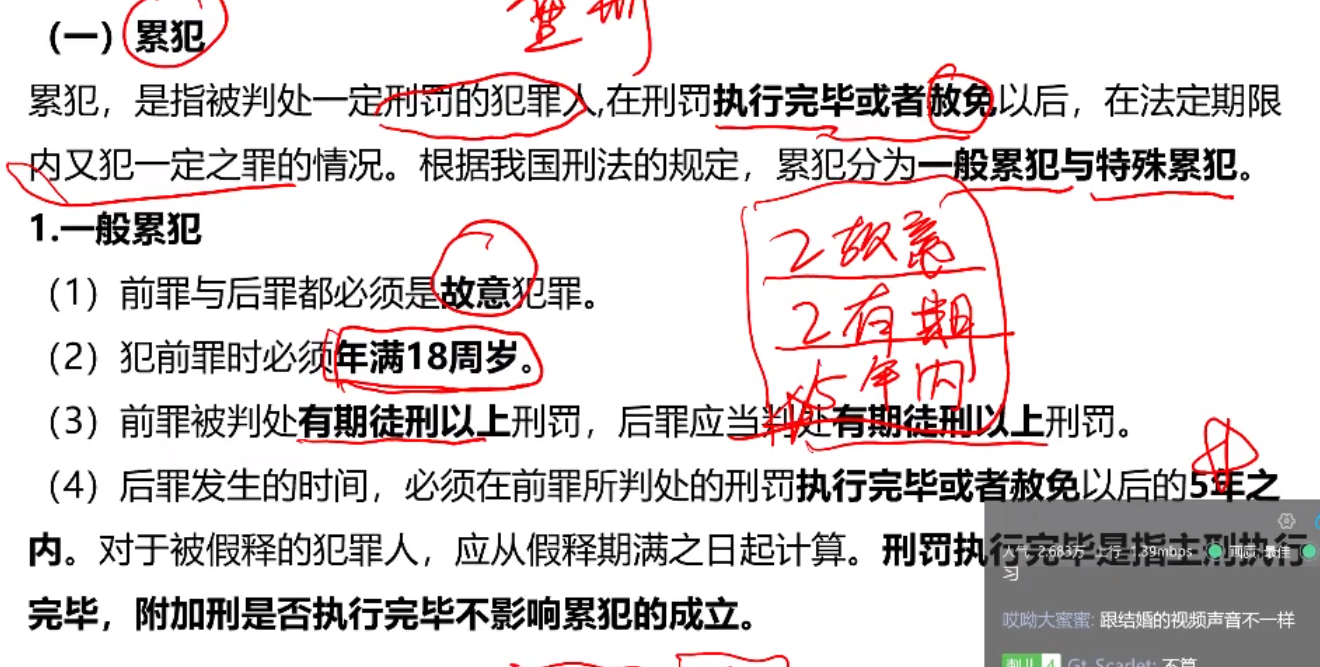 （一）累犯
累犯，是指被判处一定刑罚的犯罪人,在刑罚执行完毕或者赦免以后，在法定期限
内又犯一定之罪的情况。根据我国刑法的规定，累犯分为一般累犯与特殊累犯。
1.一般累犯
2故意
（1）前罪与后罪都必须是故意犯罪。
2有期
（2）犯前罪时必须年满18周岁。
5年内
（3）前罪被判处有期徒刑以上刑罚，后罪应当判处有期徒刑以上刑罚。
（4）后罪发生的时间，必须在前罪所判处的刑罚执行完毕或者赦免以后的5年之
内。对于被假释的犯罪人，应从假释期满之日起计算。刑罚执行完毕是指主刑执行
人气: 2.683万 上行: 1.39mbps 画质: 最佳
习
完毕，附加刑是否执行完毕不影响累犯的成立。
哎呦大蜜蜜: 跟结婚的视频声音不一样
4 Gt_Scarlet: 不算